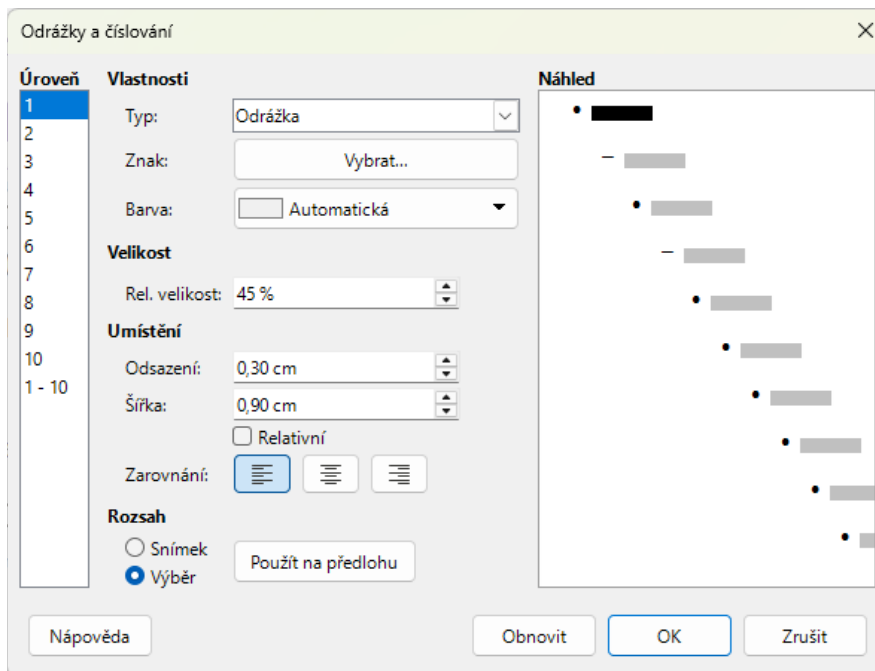 Odrážky a číslování
Úroveň
1
2
3
4
5
6
7
8
9
10
1 - 10
Vlastnosti
Typ: Odrážka
Znak: Vybrat...
Barva: Automatická
Velikost
Rel. velikost: 45 %
Umístění
Odsazení: 0,30 cm
Šířka: 0,90 cm
Relativní
Zarovnání:
Rozsah
Snímek
Výběr
Použít na předlohu
Náhled
Nápověda
Obnovit
OK
Zrušit